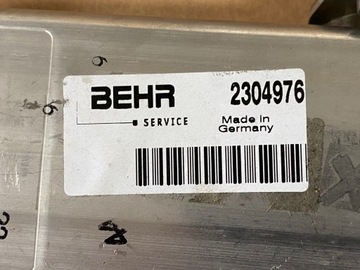 BEHR 2304976
SERVICE Made in
Germany